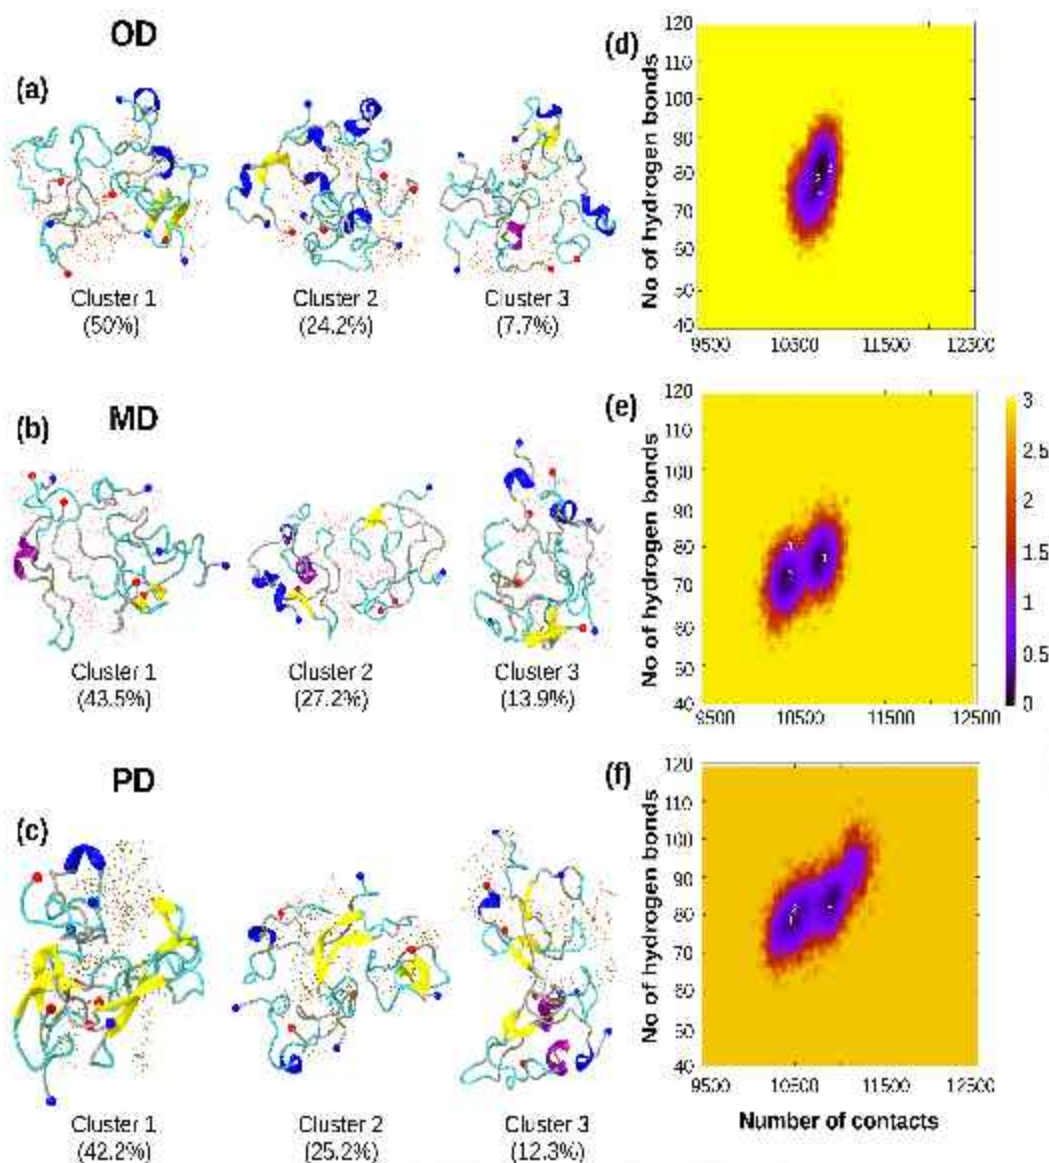 OD
(a)
Cluster 1
(50%)
Cluster 2
(24.2%)
Cluster 3
(7.7%)
(d)
No of hydrogen bonds
120
110
100
90
80
70
60
50
40
9500
10500
11500
12500
MD
(b)
Cluster 1
(43.5%)
Cluster 2
(27.2%)
Cluster 3
(13.9%)
(e)
No of hydrogen bonds
120
110
100
90
80
70
60
50
40
9500
10500
11500
12500
3
2.5
2
1.5
1
0.5
0
PD
(c)
Cluster 1
(42.2%)
Cluster 2
(25.2%)
Cluster 3
(12.3%)
(f)
No of hydrogen bonds
120
110
100
90
80
70
60
50
40
9500
10500
11500
12500
Number of contacts